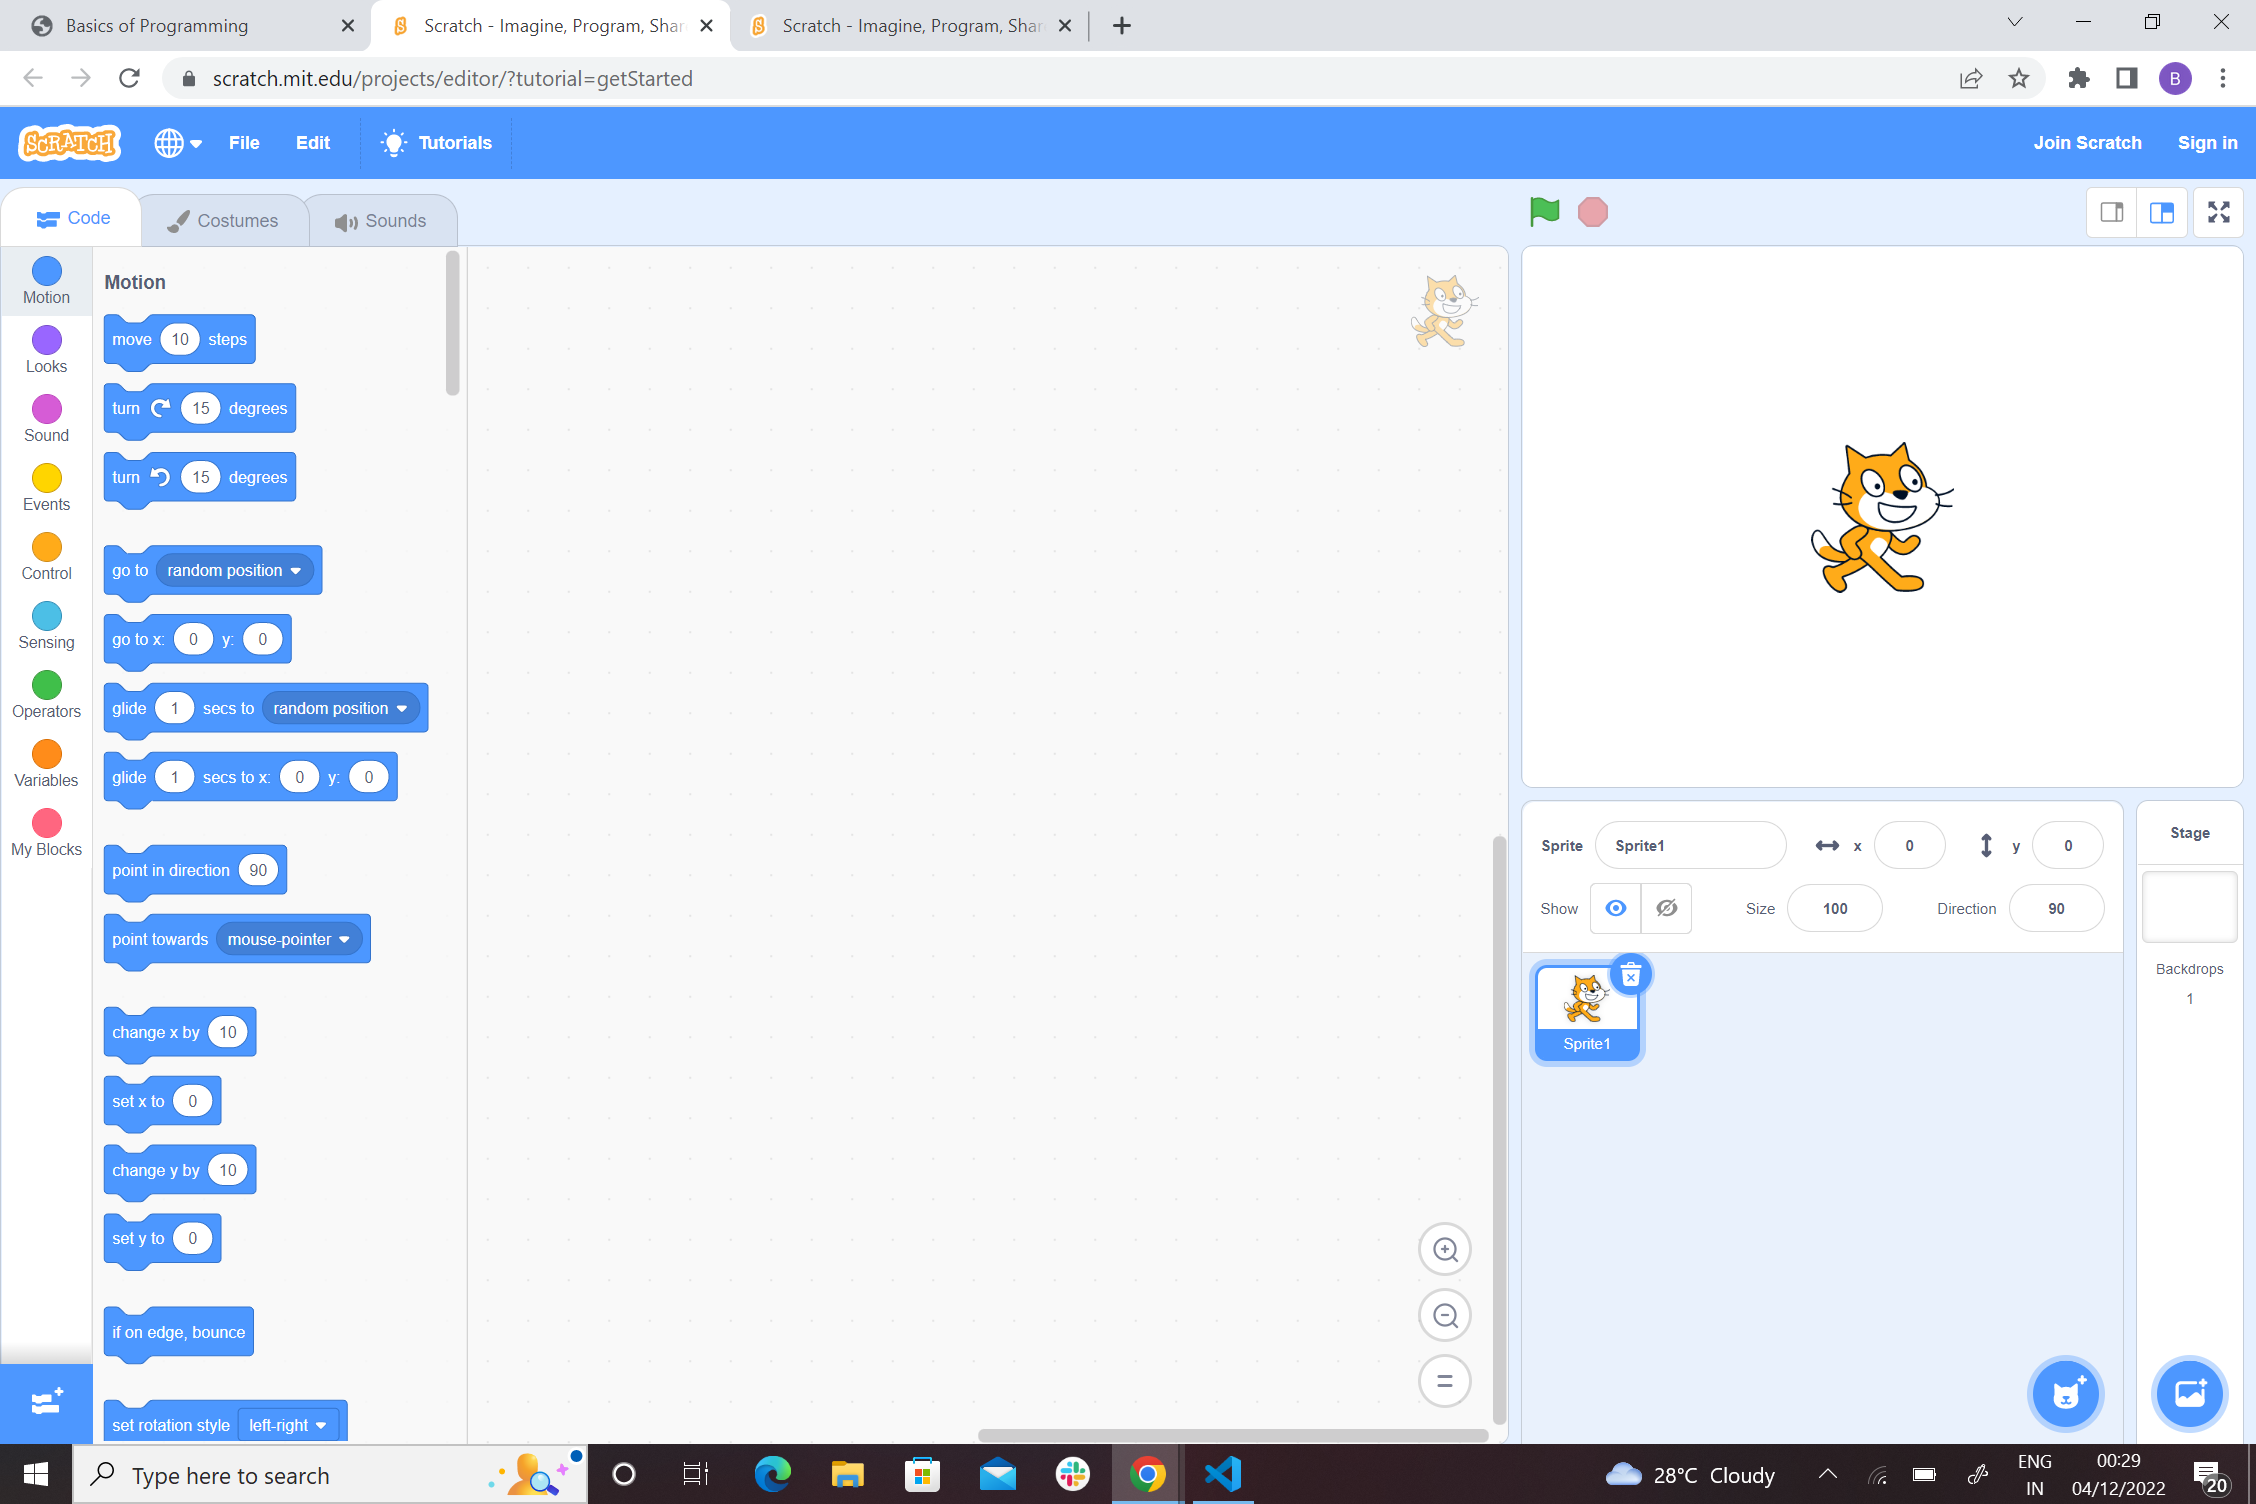 Basics of Programming
Scratch - Imagine, Program, Shar
Scratch - Imagine, Program, Shar
scratch.mit.edu/projects/editor/?tutorial=getStarted
B
SCRATCH
File
Edit
Tutorials
Join Scratch
Sign in
Code
Costumes
Sounds
Motion
Looks
Sound
Events
Control
Sensing
Operators
Variables
My Blocks
Motion
move 10 steps
turn 15 degrees
turn 15 degrees
go to random position
go to x: 0 y: 0
glide 1 secs to random position
glide 1 secs to x: 0 y: 0
point in direction 90
point towards mouse-pointer
change x by 10
set x to 0
change y by 10
set y to 0
if on edge, bounce
set rotation style left-right
Sprite Sprite1 x 0 y 0
Show Size 100 Direction 90
Sprite1
Stage
Backdrops
1
Type here to search
28°C Cloudy
ENG
IN
00:29
04/12/2022
20